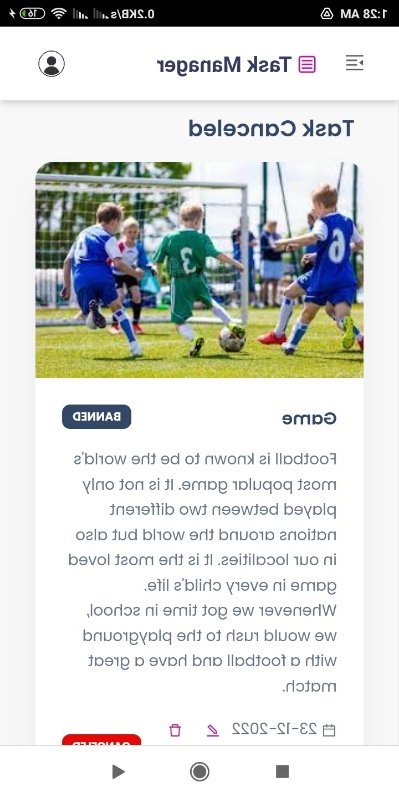 1:28 AM 0.2KB/s 16
Task Manager
Task Canceled
6
3
Game BANNED
Football is known to be the world's
most popular game. It is not only
played between two different
nations around the world but also
in our localities. It is the most loved
game in every child's life.
Whenever we got time in school,
we would rush to the playground
with a football and have a great
match.
23-12-2022
CANCELED